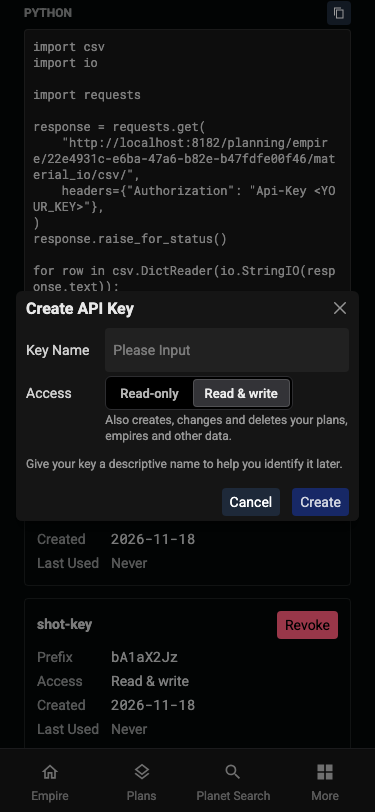 PYTHON
import csv
import io
import requests
response = requests.get(
"http://localhost:8182/planning/empir
e/22e4931c-e6ba-47a6-b82e-b47fdfe00f46/mat
erial_io/csv/",
headers={"Authorization": "Api-Key <YO
UR_KEY>"},
)
response.raise_for_status()
for row in csv.DictReader(io.StringIO(resp
onse.text)):
Create API Key
Key Name
Please Input
Access
Read-only
Read & write
Also creates, changes and deletes your plans,
empires and other data.
Give your key a descriptive name to help you identify it later.
Cancel
Create
Created 2026-11-18
Last Used Never
shot-key
Revoke
Prefix bA1aX2Jz
Access Read & write
Created 2026-11-18
Last Used Never
Empire
Plans
Planet Search
More